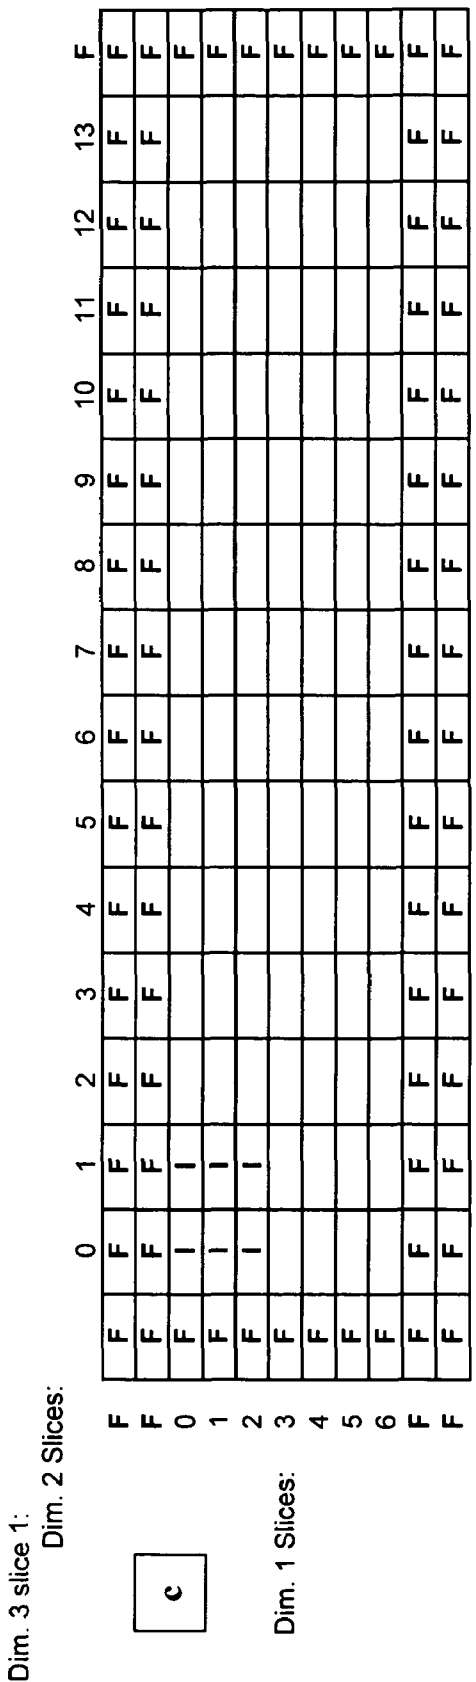 Dim. 3 slice 1:
Dim. 2 Slices:
0 1 2 3 4 5 6 7 8 9 10 11 12 13 F
F F F F F F F F F F F F F F F F F
F F F F F F F F F F F F F F F F F
0 F I I F
1 F I I F
2 F I I F
3 F F
4 F F
5 F F
6 F F
F F F F F F F F F F F F F F F F F
F F F F F F F F F F F F F F F F F
c
Dim. 1 Slices: